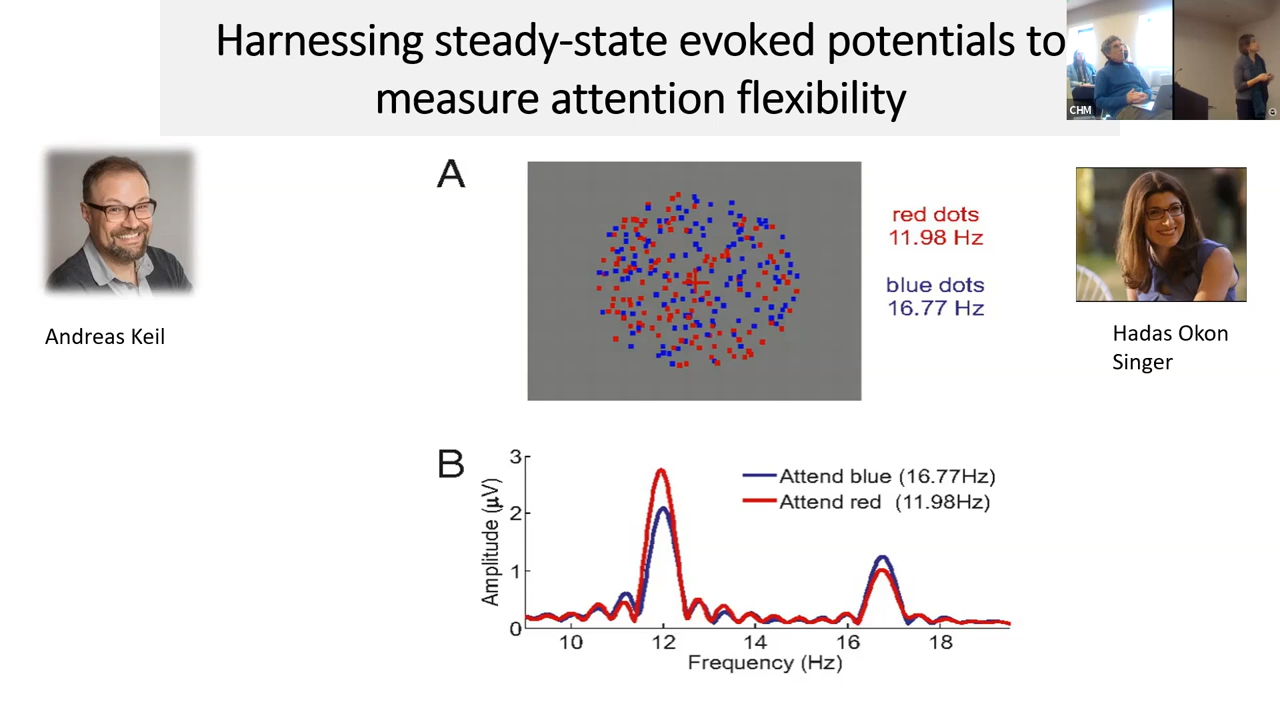 Harnessing steady-state evoked potentials to
measure attention flexibility
CHM
Andreas Keil
Hadas Okon
Singer
A
red dots
11.98 Hz
blue dots
16.77 Hz
B
Amplitude (μV)
3
2
1
0
Attend blue (16.77Hz)
Attend red (11.98Hz)
10 12 14 16 18
Frequency (Hz)